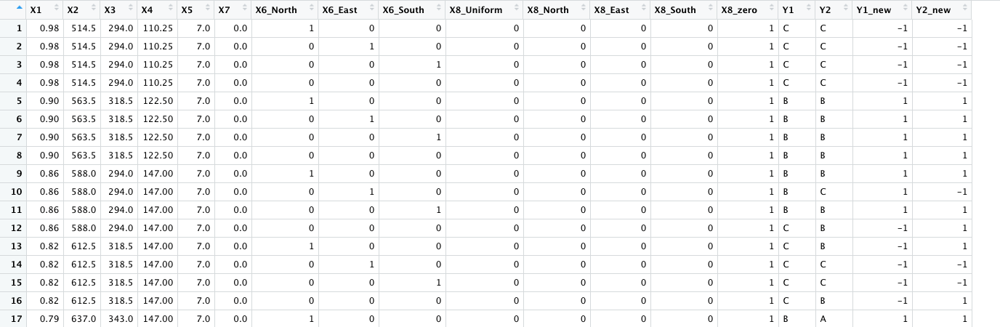 X1 X2 X3 X4 X5 X7 X6_North X6_East X6_South X8_Uniform X8_North X8_East X8_South X8_zero Y1 Y2 Y1_new Y2_new
1 0.98 514.5 294.0 110.25 7.0 0.0 1 0 0 0 0 0 0 1 C C -1 -1
2 0.98 514.5 294.0 110.25 7.0 0.0 0 1 0 0 0 0 0 1 C C -1 -1
3 0.98 514.5 294.0 110.25 7.0 0.0 0 0 1 0 0 0 0 1 C C -1 -1
4 0.98 514.5 294.0 110.25 7.0 0.0 0 0 0 0 0 0 0 1 C C -1 -1
5 0.90 563.5 318.5 122.50 7.0 0.0 1 0 0 0 0 0 0 1 B B 1 1
6 0.90 563.5 318.5 122.50 7.0 0.0 0 1 0 0 0 0 0 1 B B 1 1
7 0.90 563.5 318.5 122.50 7.0 0.0 0 0 1 0 0 0 0 1 B B 1 1
8 0.90 563.5 318.5 122.50 7.0 0.0 0 0 0 0 0 0 0 1 B B 1 1
9 0.86 588.0 294.0 147.00 7.0 0.0 1 0 0 0 0 0 0 1 B B 1 1
10 0.86 588.0 294.0 147.00 7.0 0.0 0 1 0 0 0 0 0 1 B C 1 -1
11 0.86 588.0 294.0 147.00 7.0 0.0 0 0 1 0 0 0 0 1 B B 1 1
12 0.86 588.0 294.0 147.00 7.0 0.0 0 0 0 0 0 0 0 1 C B -1 1
13 0.82 612.5 318.5 147.00 7.0 0.0 1 0 0 0 0 0 0 1 C B -1 1
14 0.82 612.5 318.5 147.00 7.0 0.0 0 1 0 0 0 0 0 1 C C -1 -1
15 0.82 612.5 318.5 147.00 7.0 0.0 0 0 1 0 0 0 0 1 C C -1 -1
16 0.82 612.5 318.5 147.00 7.0 0.0 0 0 0 0 0 0 0 1 C B -1 1
17 0.79 637.0 343.0 147.00 7.0 0.0 1 0 0 0 0 0 0 1 B A 1 1